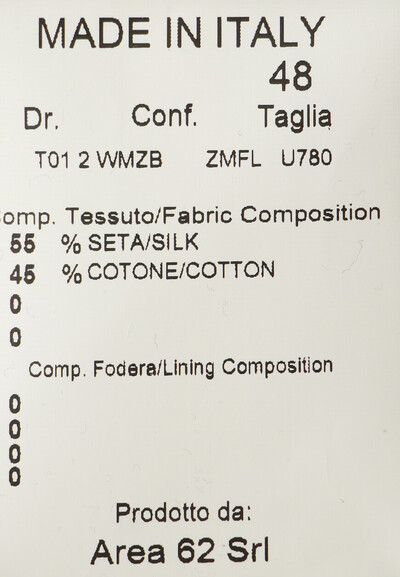 MADE IN ITALY
48
Dr. Conf. Taglia
T01 2 WMZB ZMFL U780
omp. Tessuto/Fabric Composition
55 % SETA/SILK
45 % COTONE/COTTON
0
0
Comp. Fodera/Lining Composition
0
0
0
0
Prodotto da:
Area 62 Srl